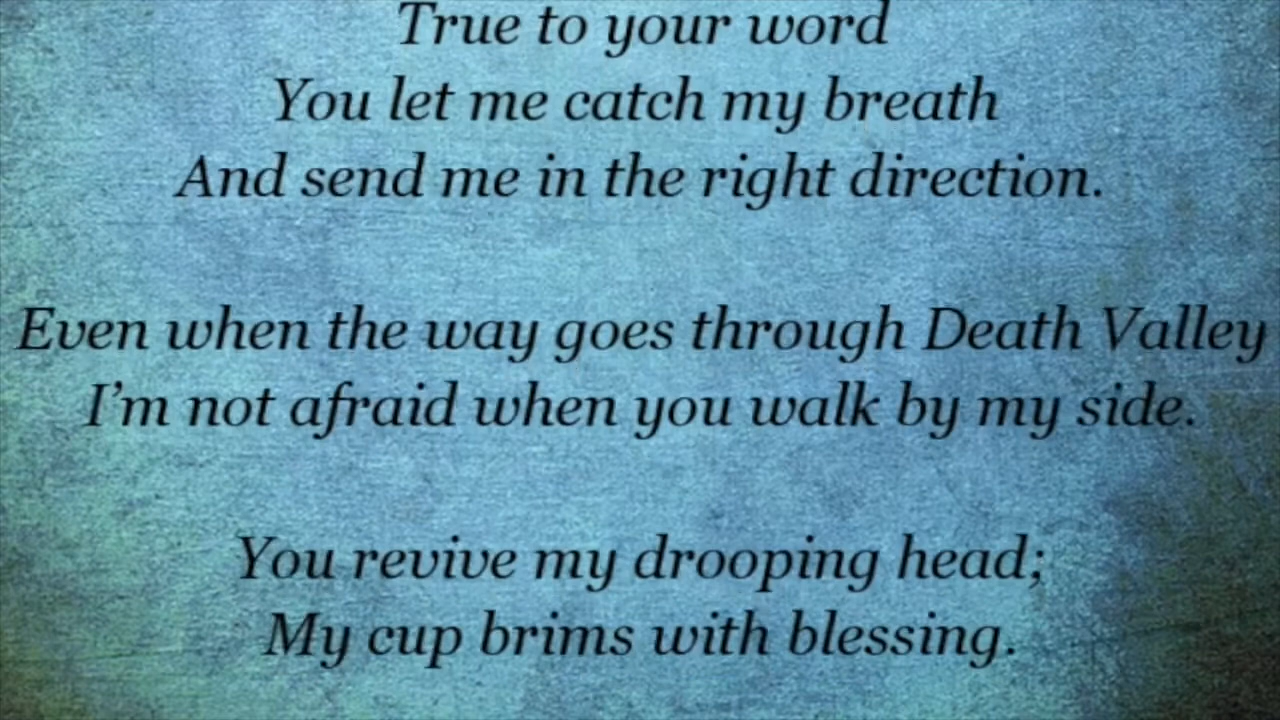 True to your word
You let me catch my breath
And send me in the right direction.
Even when the way goes through Death Valley
I’m not afraid when you walk by my side.
You revive my drooping head;
My cup brims with blessing.